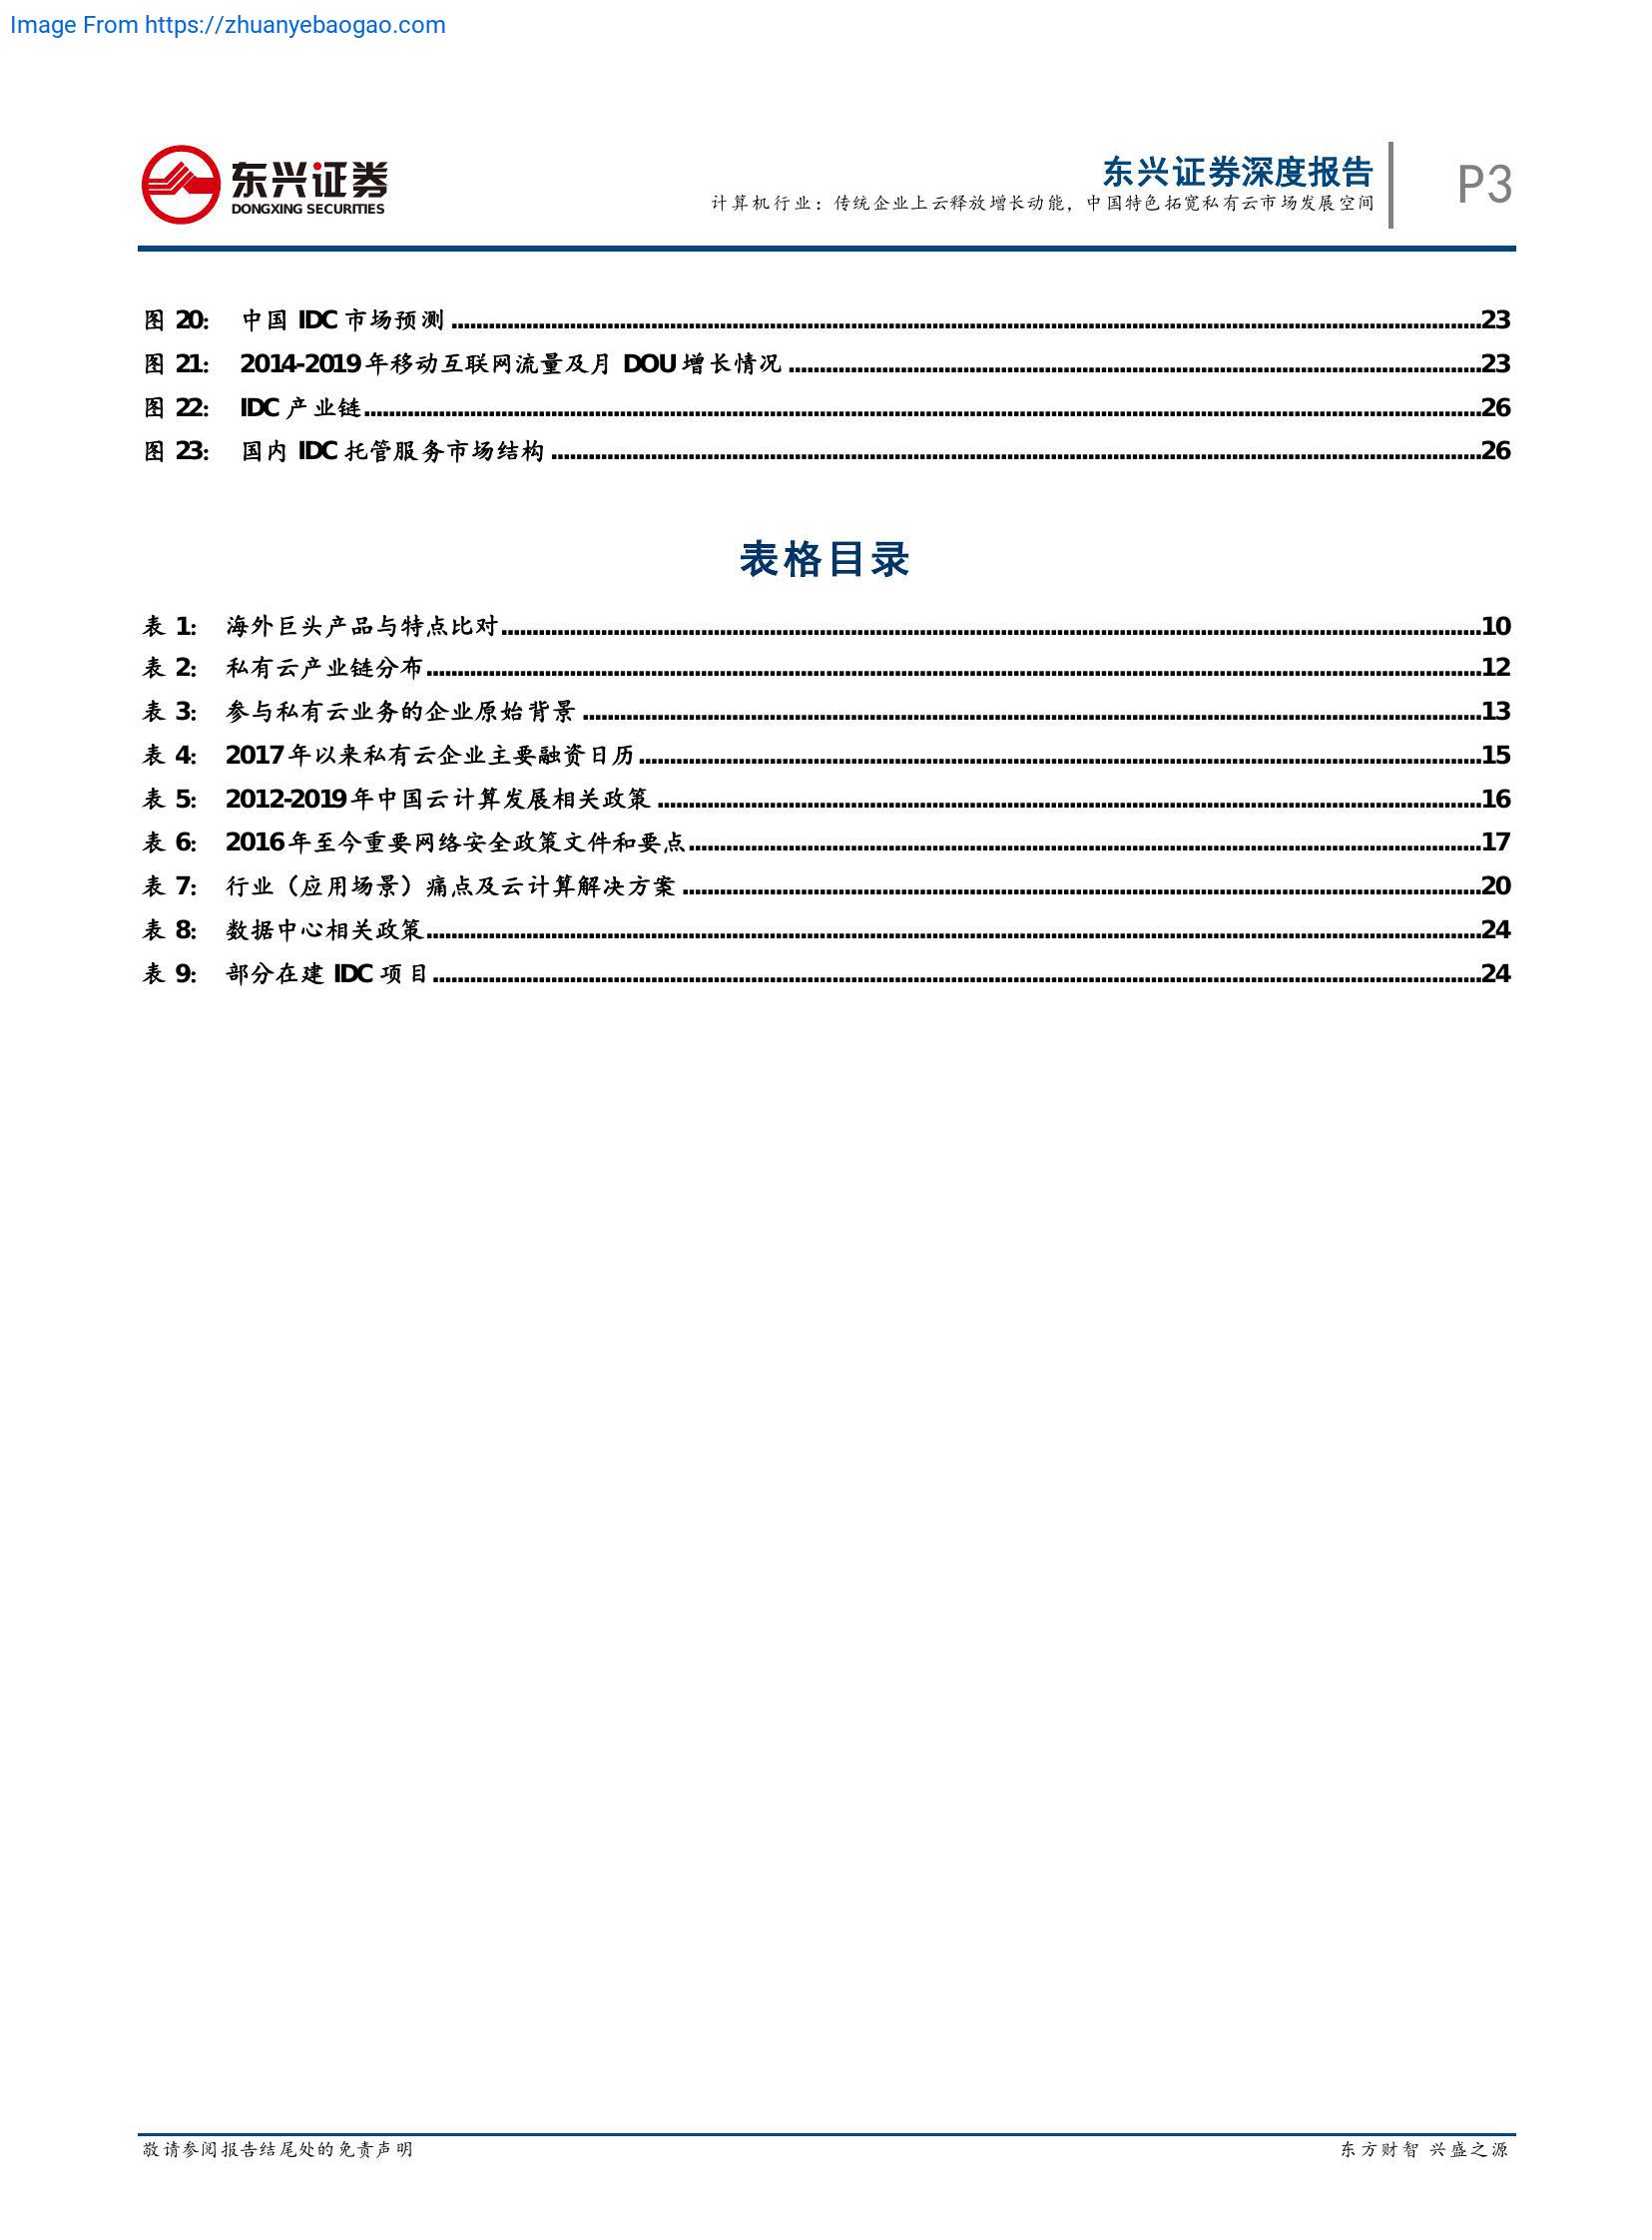 Image From https://zhuanyebaogao.com
东兴证券
DONGXING SECURITIES
东兴证券深度报告
计算机行业：传统企业上云释放增长动能，中国特色拓宽私有云市场发展空间
P3
图 20: 中国 IDC 市场预测 ........................................ 23
图 21: 2014-2019 年移动互联网流量及月 DOU 增长情况 ........................................ 23
图 22: IDC 产业链 ........................................ 26
图 23: 国内 IDC 托管服务市场结构 ........................................ 26
表格目录
表 1: 海外巨头产品与特点比对 ........................................ 10
表 2: 私有云产业链分布 ........................................ 12
表 3: 参与私有云业务的企业原始背景 ........................................ 13
表 4: 2017 年以来私有云企业主要融资日历 ........................................ 15
表 5: 2012-2019 年中国云计算发展相关政策 ........................................ 16
表 6: 2016 年至今重要网络安全政策文件和要点 ........................................ 17
表 7: 行业（应用场景）痛点及云计算解决方案 ........................................ 20
表 8: 数据中心相关政策 ........................................ 24
表 9: 部分在建 IDC 项目 ........................................ 24
敬请参阅报告结尾处的免责声明
东方财智 兴盛之源